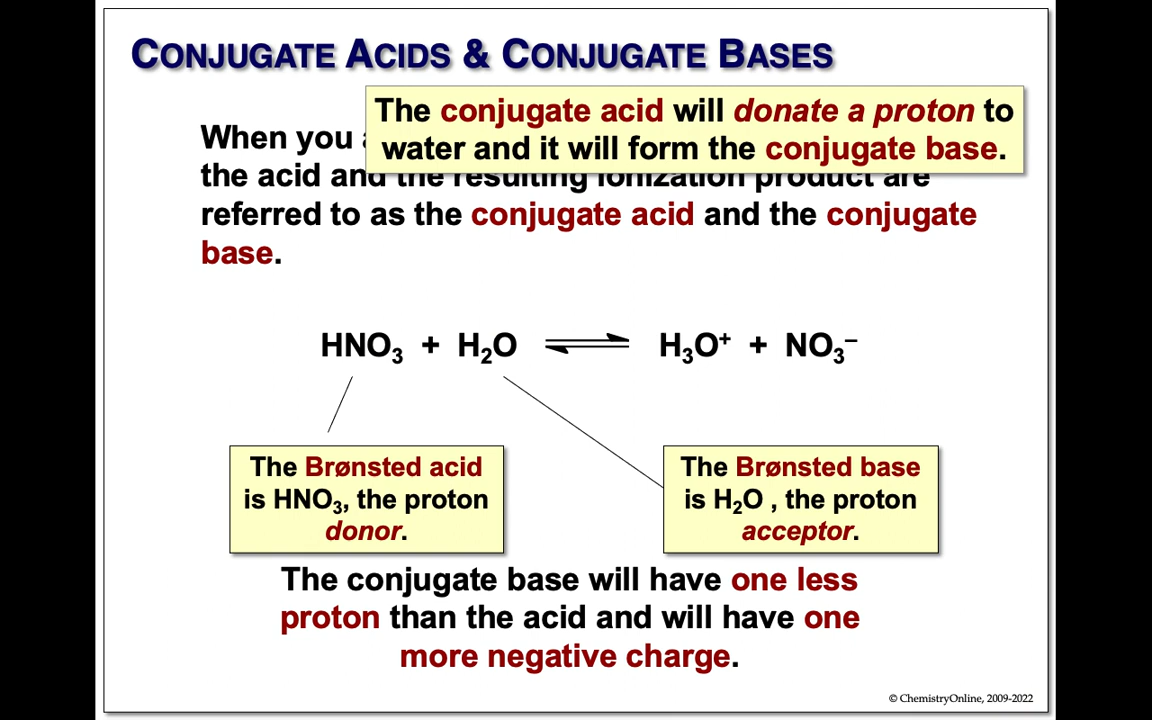 CONJUGATE ACIDS & CONJUGATE BASES
The conjugate acid will donate a proton to
water and it will form the conjugate base.
When you
the acid and the resulting ionization product are
referred to as the conjugate acid and the conjugate
base.
HNO₃ + H₂O ⇌ H₃O⁺ + NO₃⁻
The Brønsted acid
is HNO₃, the proton
donor.
The Brønsted base
is H₂O , the proton
acceptor.
The conjugate base will have one less
proton than the acid and will have one
more negative charge.
© ChemistryOnline, 2009-2022